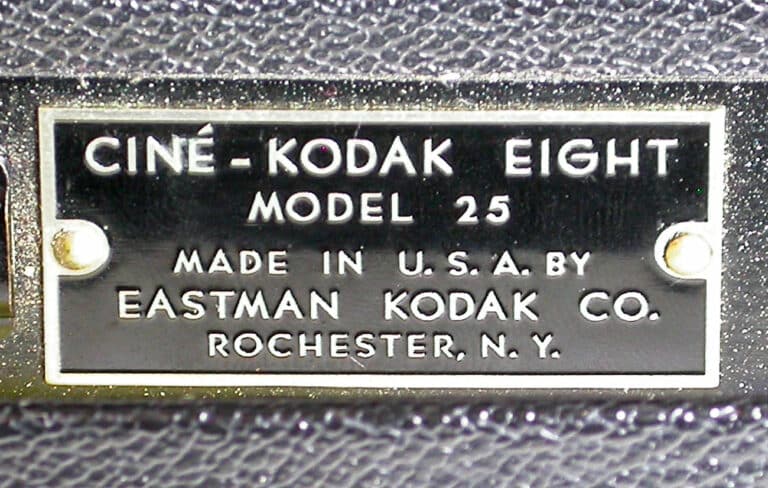 CINÉ - KODAK EIGHT
MODEL 25
MADE IN U. S. A. BY
EASTMAN KODAK CO.
ROCHESTER, N. Y.